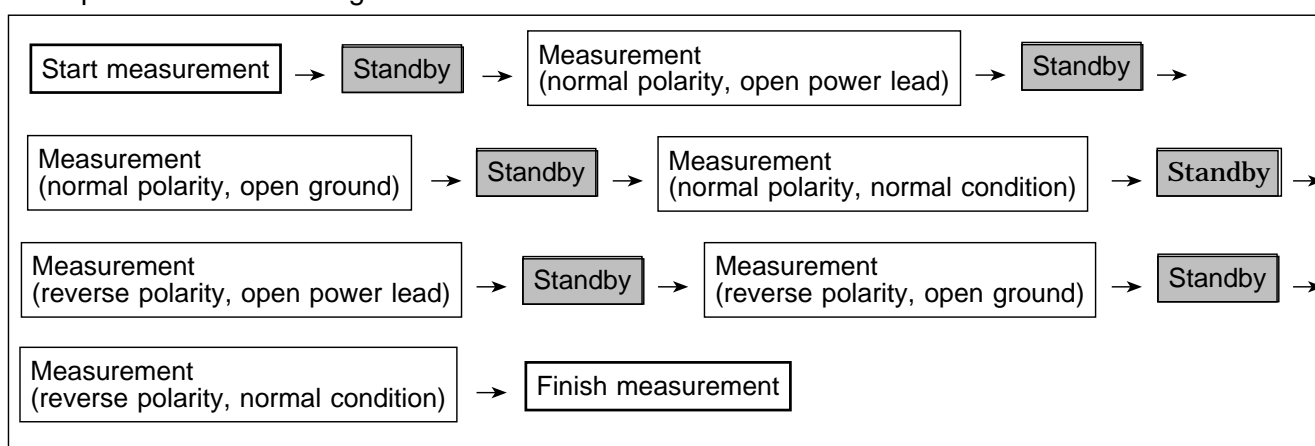 Start measurement → Standby → Measurement → Standby →
(normal polarity, open power lead)
Measurement → Standby → Measurement → Standby →
(normal polarity, open ground) (normal polarity, normal condition)
Measurement → Standby → Measurement → Standby →
(reverse polarity, open power lead) (reverse polarity, open ground)
Measurement → Finish measurement
(reverse polarity, normal condition)